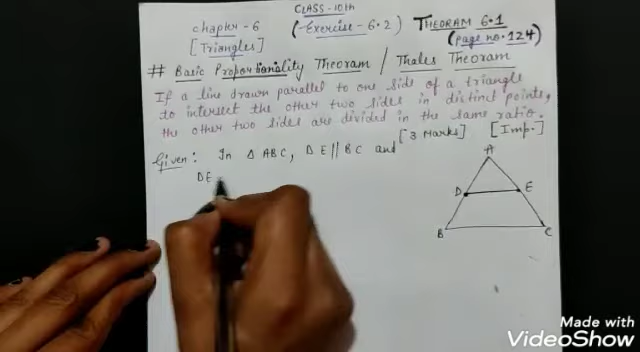 CLASS-10th
chapter-6 (Exercise-6.2) THEORAM 6.1
[Triangles] (page no. 124)
## Basic Proportionality Theoram / Thales Theoram
If a line drawn parallel to one side of a triangle
to intersect the other two sides in distinct points,
the other two sides are divided in the same ratio.
[3 Marks] [Imp.]
Given: In Δ ABC, DE || BC and
DE
A
D E
B C
Made with
VideoShow